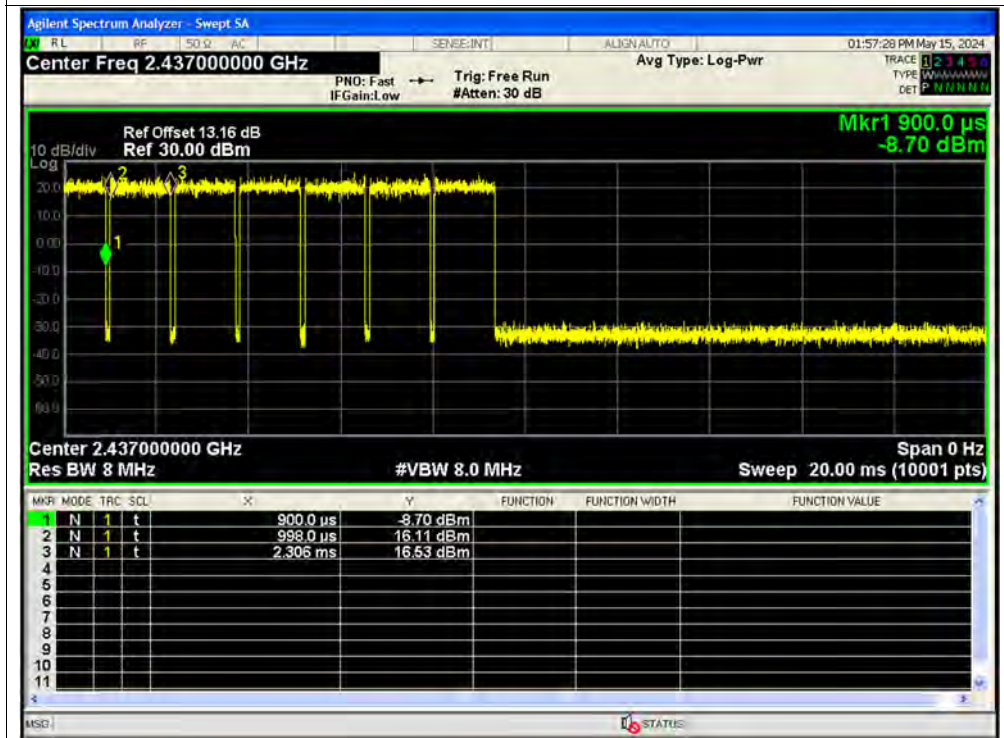 Agilent Spectrum Analyzer - Swept SA
LXI RL RF 50 Ω AC SENSE:INT ALIGN AUTO 01:57:28 PM May 15, 2024
Center Freq 2.437000000 GHz Avg Type: Log-Pwr TRACE 1 2 3 4 5 6
PNO: Fast Trig: Free Run TYPE WWWWWW
IFGain:Low #Atten: 30 dB DET P N N N N N
Mkr1 900.0 µs
-8.70 dBm
Ref Offset 13.16 dB
10 dB/div Ref 30.00 dBm
Log
2 3
20.0
10.0
0.00
1
-10.0
-20.0
-30.0
-40.0
-50.0
-60.0
Center 2.437000000 GHz Span 0 Hz
Res BW 8 MHz #VBW 8.0 MHz Sweep 20.00 ms (10001 pts)
MKR MODE TRC SCL X Y FUNCTION FUNCTION WIDTH FUNCTION VALUE
1 N 1 t 900.0 µs -8.70 dBm
2 N 1 t 998.0 µs 16.11 dBm
3 N 1 t 2.306 ms 16.53 dBm
4
5
6
7
8
9
10
11
MSG STATUS